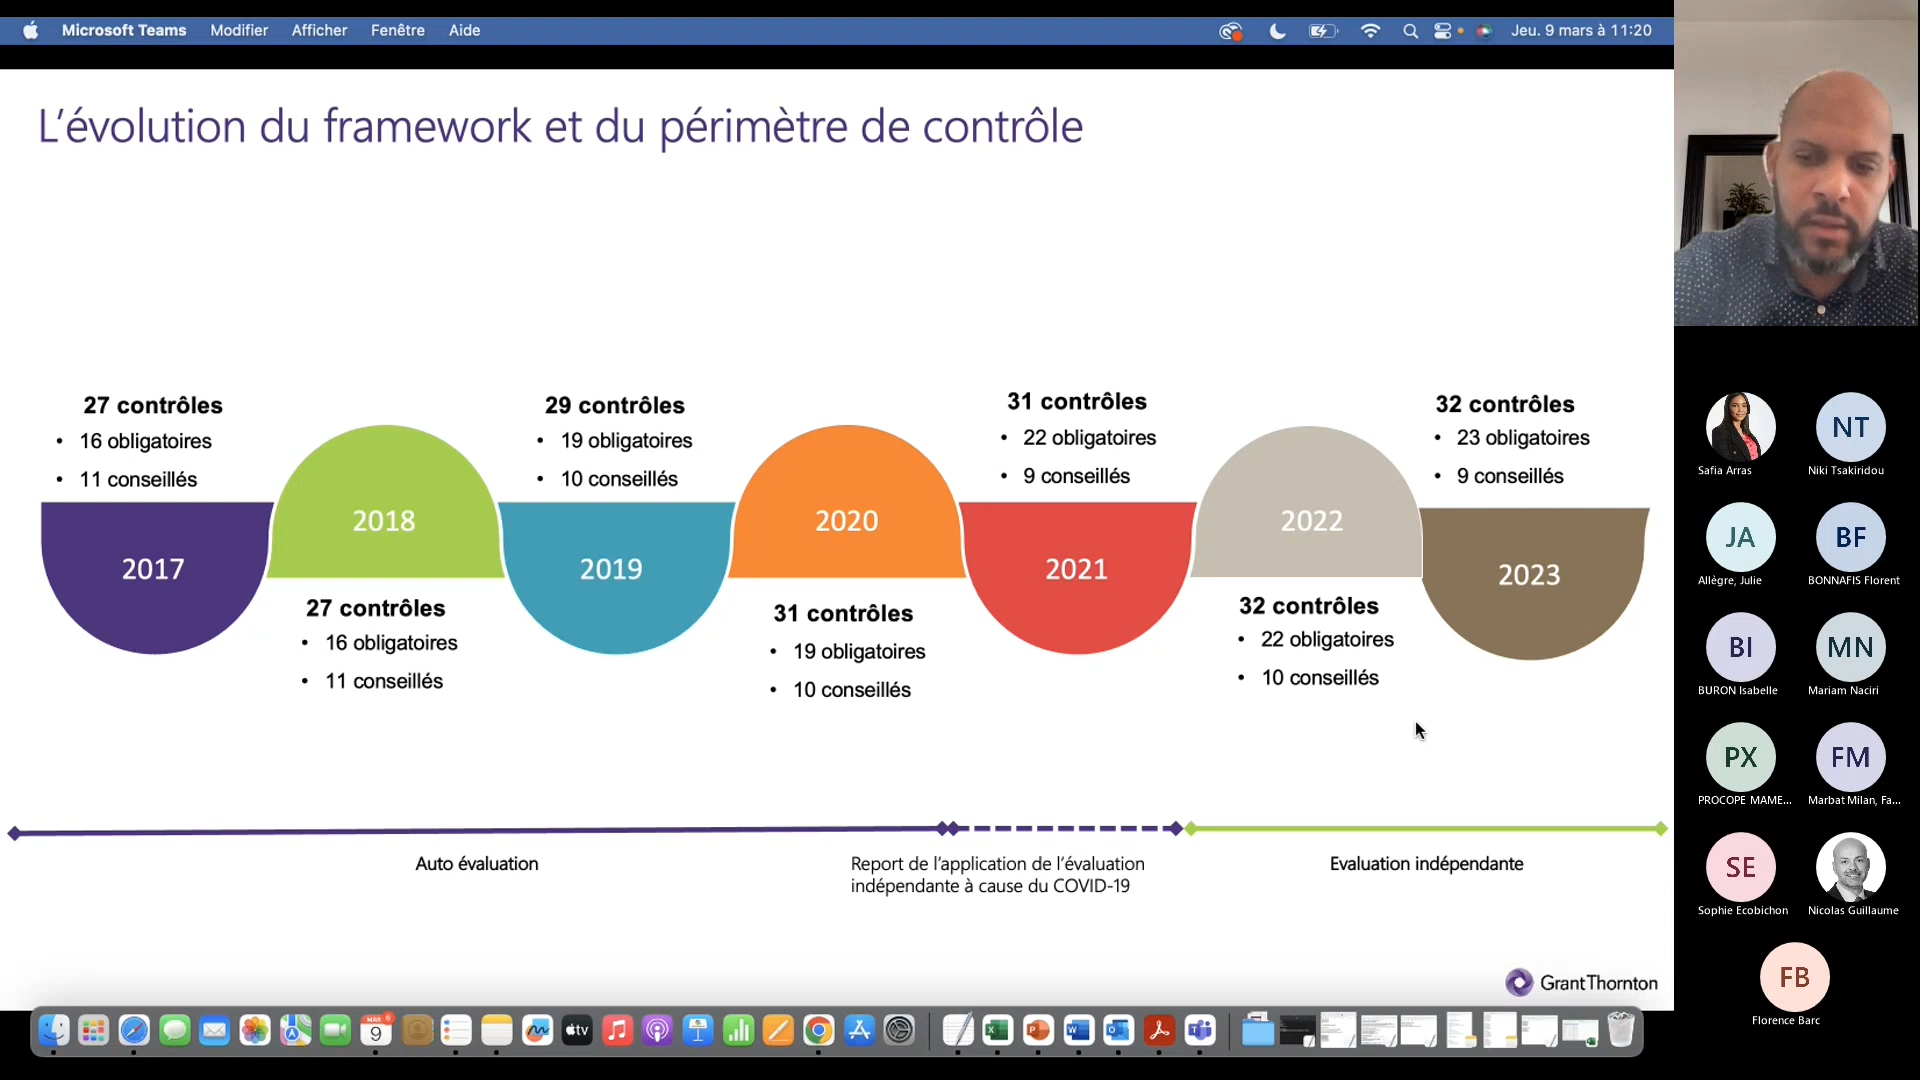 Microsoft Teams Modifier Afficher Fenêtre Aide Jeu. 9 mars à 11:20
L’évolution du framework et du périmètre de contrôle
27 contrôles
• 16 obligatoires
• 11 conseillés
2017
2018
27 contrôles
• 16 obligatoires
• 11 conseillés
29 contrôles
• 19 obligatoires
• 10 conseillés
2019
2020
31 contrôles
• 19 obligatoires
• 10 conseillés
31 contrôles
• 22 obligatoires
• 9 conseillés
2021
2022
32 contrôles
• 22 obligatoires
• 10 conseillés
32 contrôles
• 23 obligatoires
• 9 conseillés
2023
Auto évaluation
Report de l’application de l’évaluation
indépendante à cause du COVID-19
Evaluation indépendante
GrantThornton
MAR. 6
9
tv
Safia Arras
NT
Niki Tsakiridou
JA
Allègre, Julie
BF
BONNAFIS Florent
BI
BURON Isabelle
MN
Mariam Naciri
PX
PROCOPE MAME...
FM
Marbat Milan, Fa...
SE
Sophie Ecobichon
Nicolas Guillaume
FB
Florence Barc